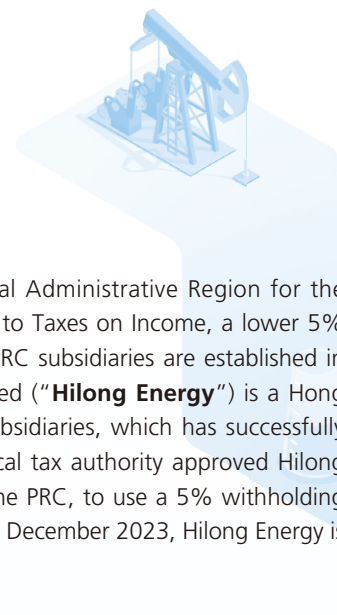 al Administrative Region for the
to Taxes on Income, a lower 5%
RC subsidiaries are established in
ed (“Hilong Energy”) is a Hong
bsidiaries, which has successfully
cal tax authority approved Hilong
he PRC, to use a 5% withholding
December 2023, Hilong Energy is